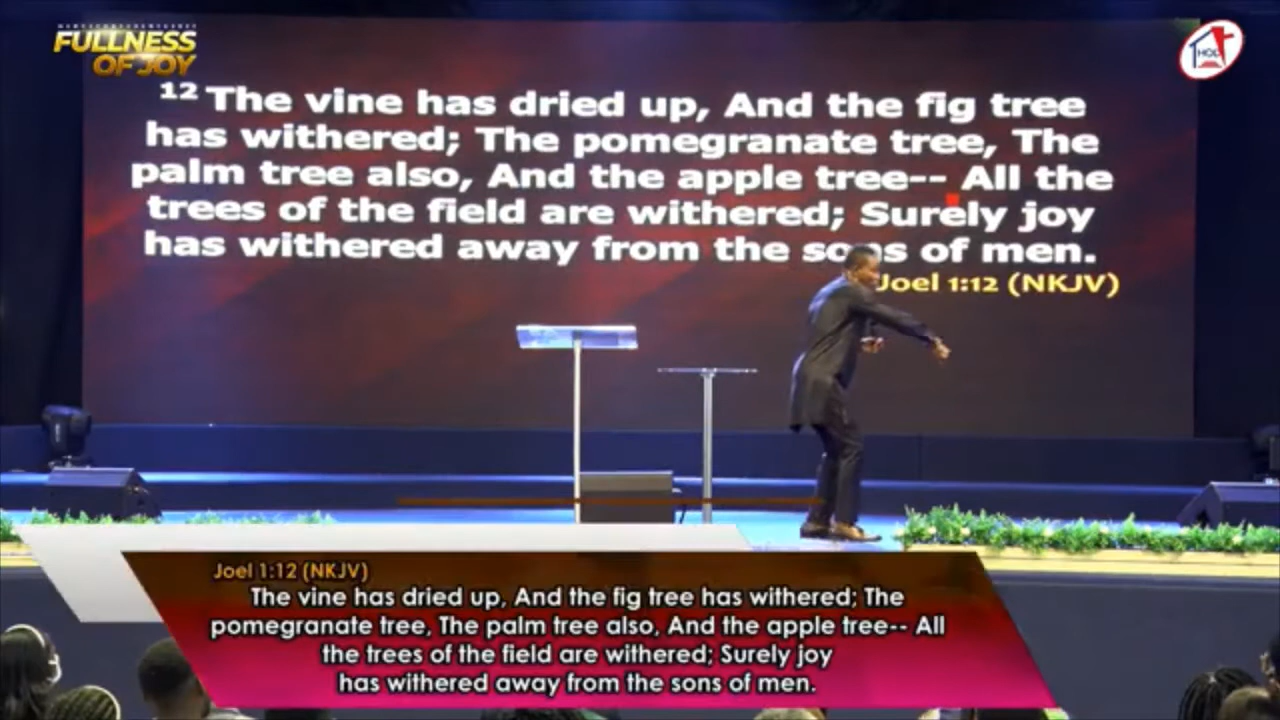 FULLNESS
OF JOY
HOD
12 The vine has dried up, And the fig tree
has withered; The pomegranate tree, The
palm tree also, And the apple tree-- All the
trees of the field are withered; Surely joy
has withered away from the sons of men.
Joel 1:12 (NKJV)
Joel 1:12 (NKJV)
The vine has dried up, And the fig tree has withered; The
pomegranate tree, The palm tree also, And the apple tree-- All
the trees of the field are withered; Surely joy
has withered away from the sons of men.